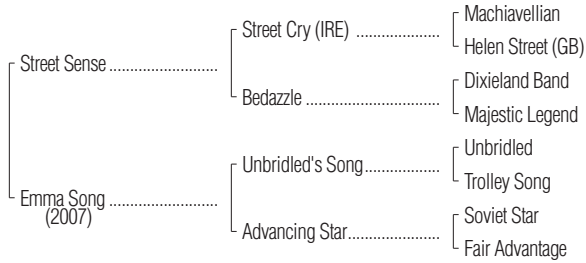 Machiavellian
Street Cry (IRE) ....................
Helen Street (GB)
Street Sense ..........................
Dixieland Band
Bedazzle ................................
Majestic Legend
Unbridled
Unbridled's Song..................
Trolley Song
Emma Song ..........................
(2007)
Soviet Star
Advancing Star......................
Fair Advantage